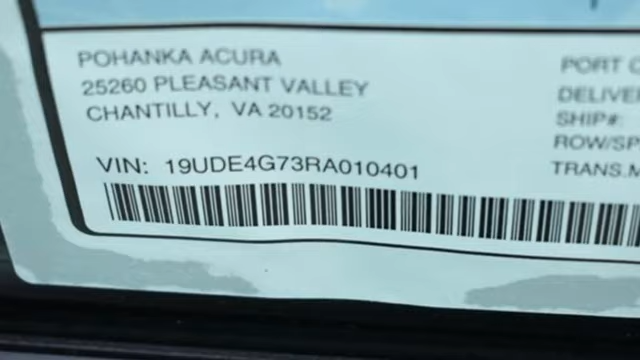 POHANKA ACURA
25260 PLEASANT VALLEY
CHANTILLY, VA 20152
VIN: 19UDE4G73RA010401
PORT
DELIVE
SHIP#:
ROW/SP
TRANS.M